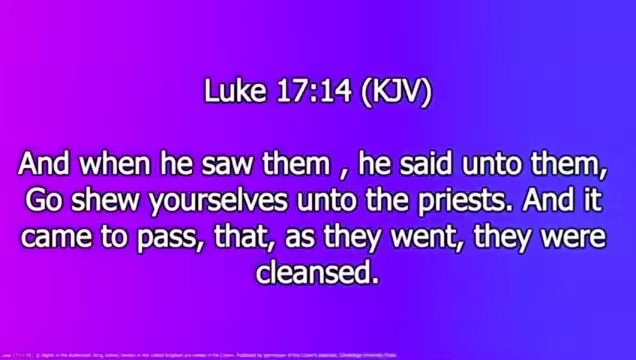 Luke 17:14 (KJV)
And when he saw them , he said unto them,
Go shew yourselves unto the priests. And it
came to pass, that, as they went, they were
cleansed.